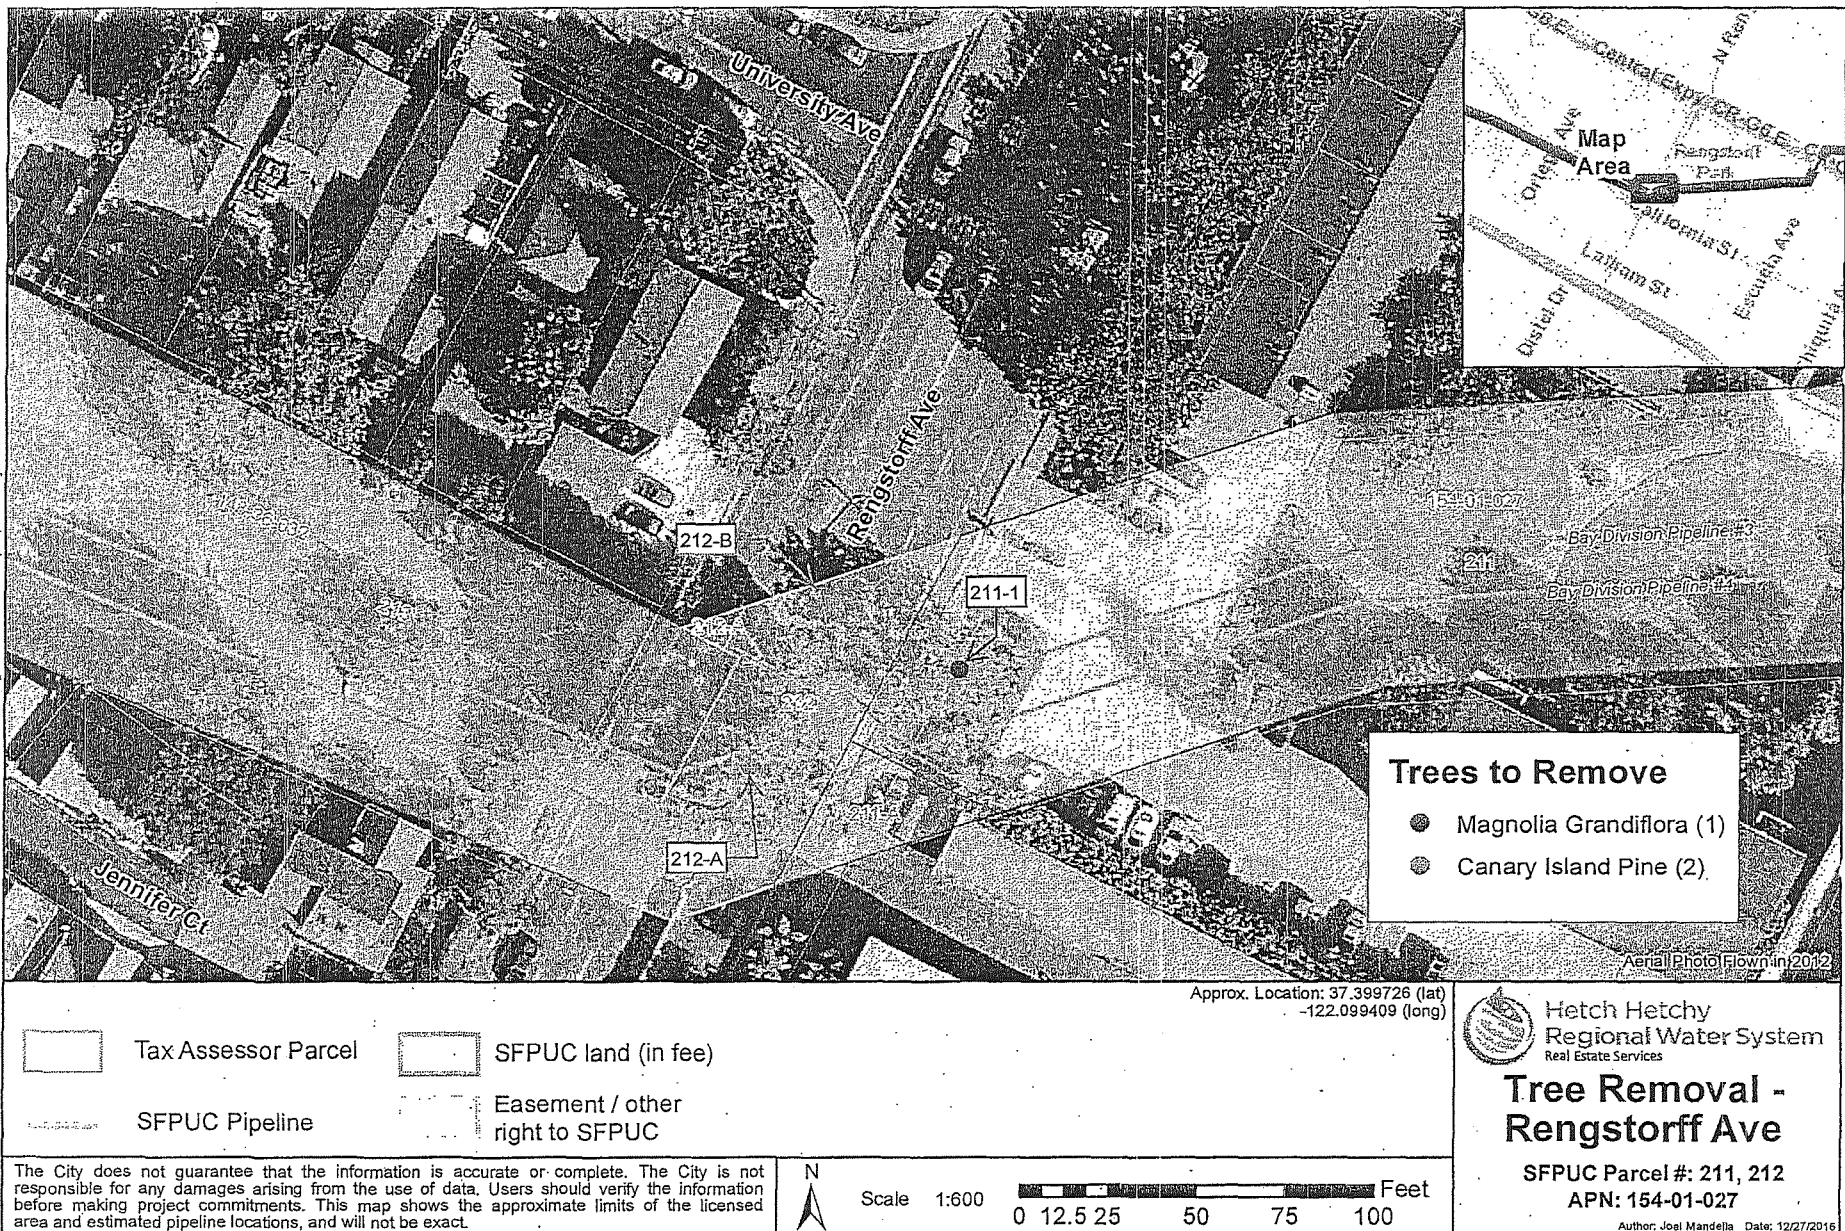 University Ave
Central Expy/CR-G6 E
N Ren
Map
Area
Rengstorff
Park
California St
Latham St
Escuela Ave
Distel Dr
Rengstorff Ave
212-B
211-1
154-01-027
Bay Division Pipeline #3
211
Bay Division Pipeline #4
212-A
Jennifer Ct
Trees to Remove
Magnolia Grandiflora (1)
Canary Island Pine (2)
Aerial Photo Flown in 2012
Approx. Location: 37.399726 (lat)
-122.099409 (long)
Tax Assessor Parcel
SFPUC land (in fee)
SFPUC Pipeline
Easement / other
right to SFPUC
Hetch Hetchy
Regional Water System
Real Estate Services
Tree Removal -
Rengstorff Ave
SFPUC Parcel #: 211, 212
APN: 154-01-027
Author: Joel Mandella Date: 12/27/2016
The City does not guarantee that the information is accurate or complete. The City is not
responsible for any damages arising from the use of data. Users should verify the information
before making project commitments. This map shows the approximate limits of the licensed
area and estimated pipeline locations, and will not be exact.
N
Scale 1:600
Feet
0 12.5 25 50 75 100